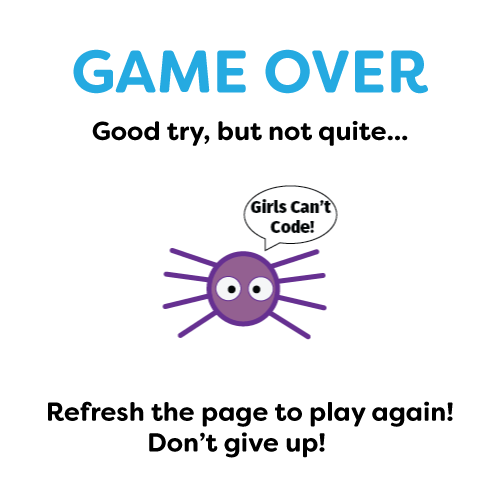 GAME OVER
Good try, but not quite...
Girls Can't
Code!
Refresh the page to play again!
Don't give up!